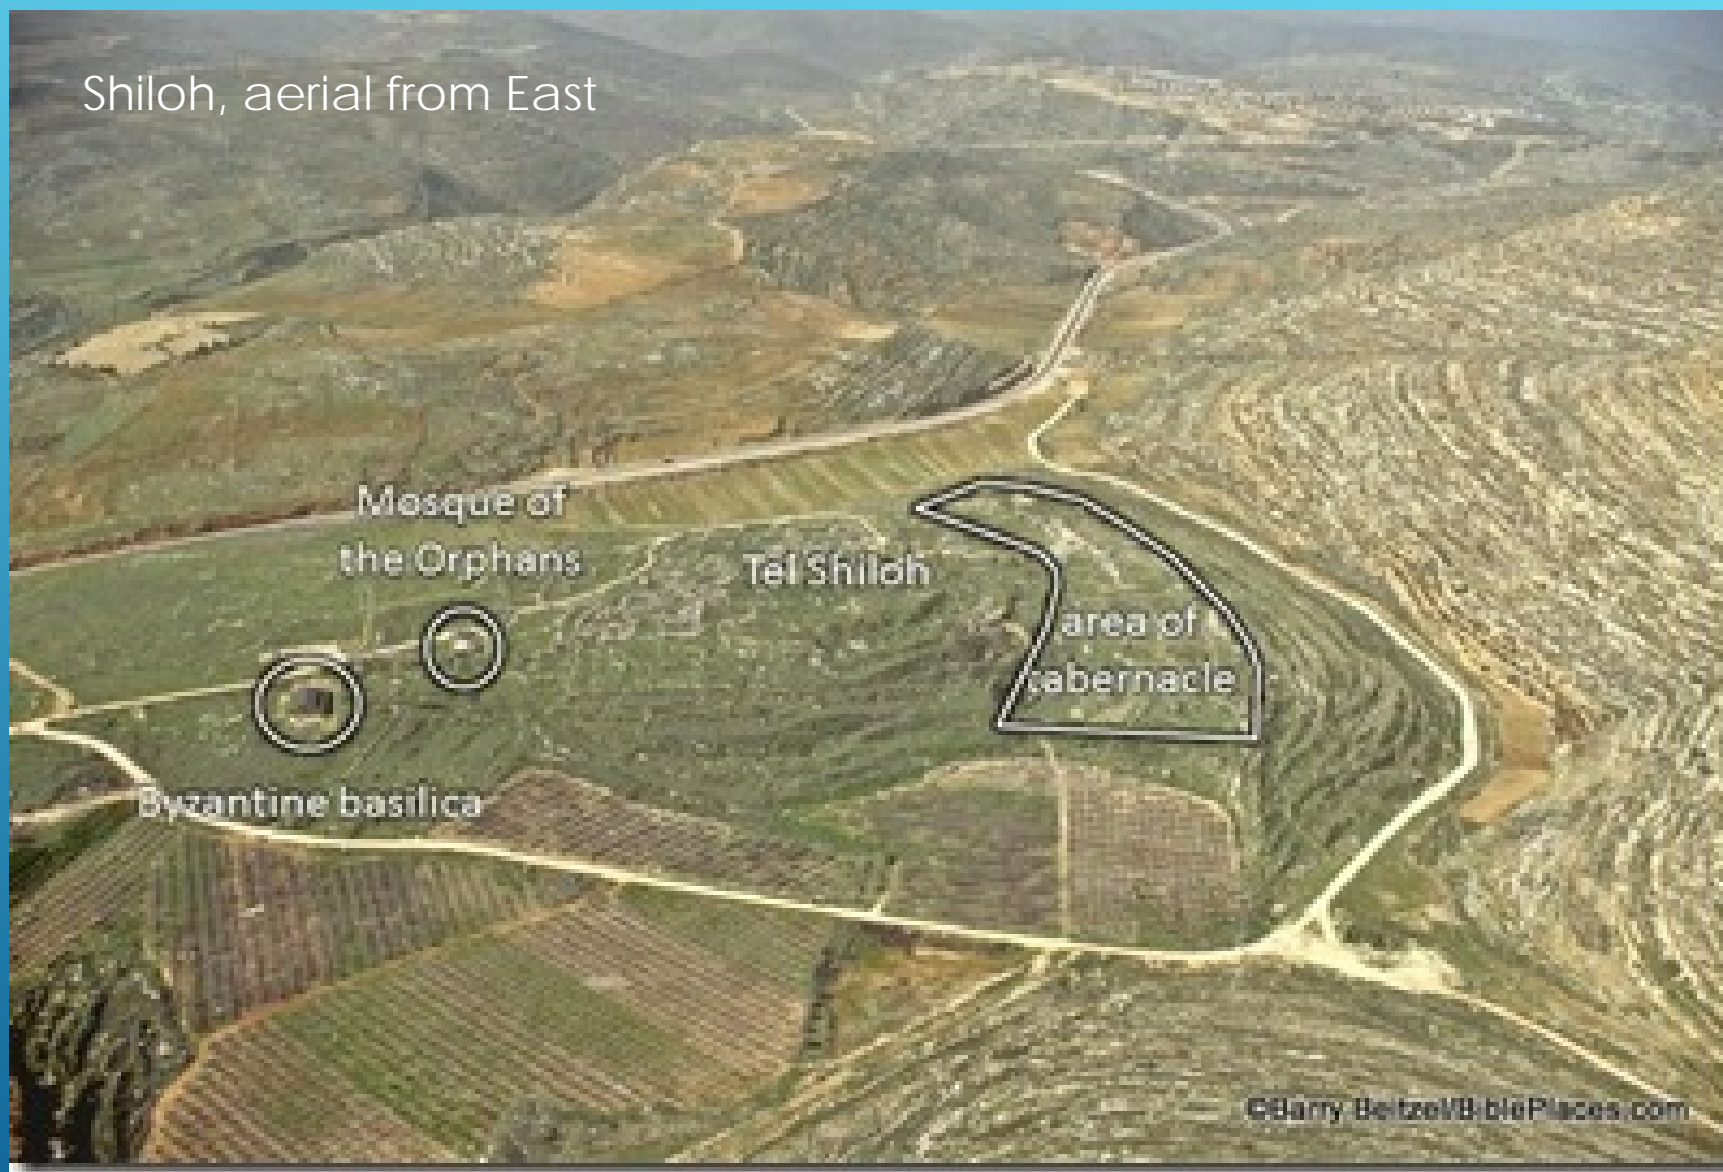 Shiloh, aerial from East
Mosque of
the Orphans
Tel Shiloh
area of
tabernacle
Byzantine basilica
©Barry Beitzel/BiblePlaces.com